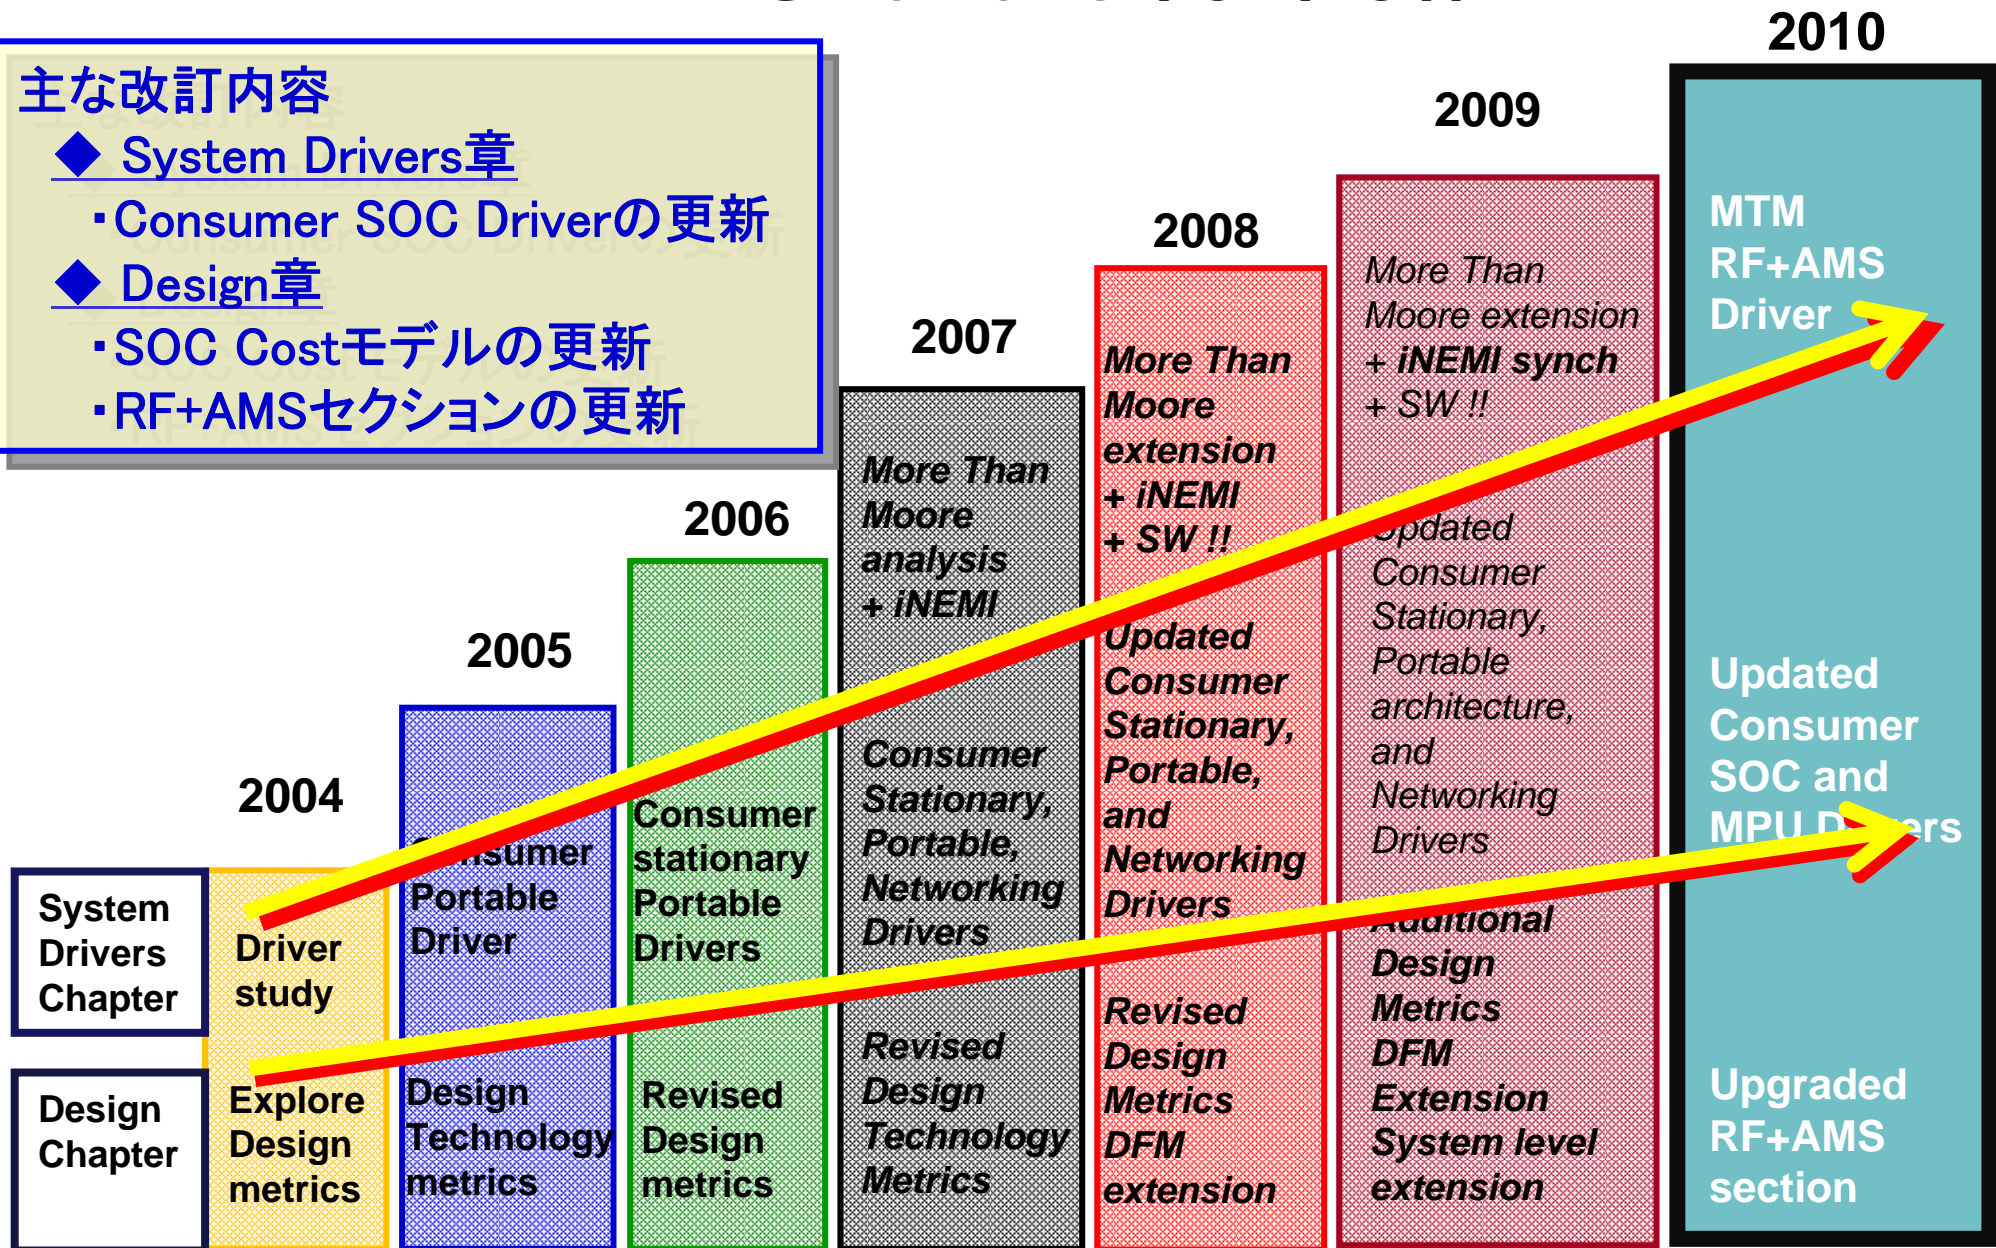 主な改訂内容
◆ System Drivers章
・Consumer SOC Driverの更新
◆ Design章
・SOC Costモデルの更新
・RF+AMSセクションの更新
System
Drivers
Chapter
Design
Chapter
2004
Driver
study
Explore
Design
metrics
2005
Consumer
Portable
Driver
Design
Technology
metrics
2006
Consumer
stationary
Portable
Drivers
Revised
Design
metrics
2007
More Than
Moore
analysis
+ iNEMI
Consumer
Stationary,
Portable,
Networking
Drivers
Revised
Design
Technology
Metrics
2008
More Than
Moore
extension
+ iNEMI
+ SW !!
Updated
Consumer
Stationary,
Portable,
and
Networking
Drivers
Revised
Design
Metrics
DFM
extension
2009
More Than
Moore extension
+ iNEMI synch
+ SW !!
Updated
Consumer
Stationary,
Portable
architecture,
and
Networking
Drivers
Additional
Design
Metrics
DFM
Extension
System level
extension
2010
MTM
RF+AMS
Driver
Updated
Consumer
SOC and
MPU Drivers
Upgraded
RF+AMS
section